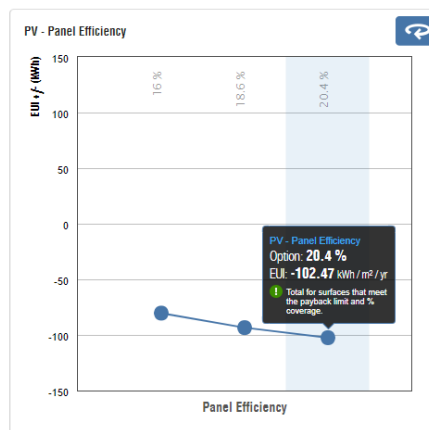 PV - Panel Efficiency
EUI +/- (kWh)
150
100
50
0
-50
-100
-150
16 %
18.6 %
20.4 %
PV - Panel Efficiency
Option: 20.4 %
EUI: -102.47 kWh / m² / yr
! Total for surfaces that meet
the payback limit and %
coverage.
Panel Efficiency